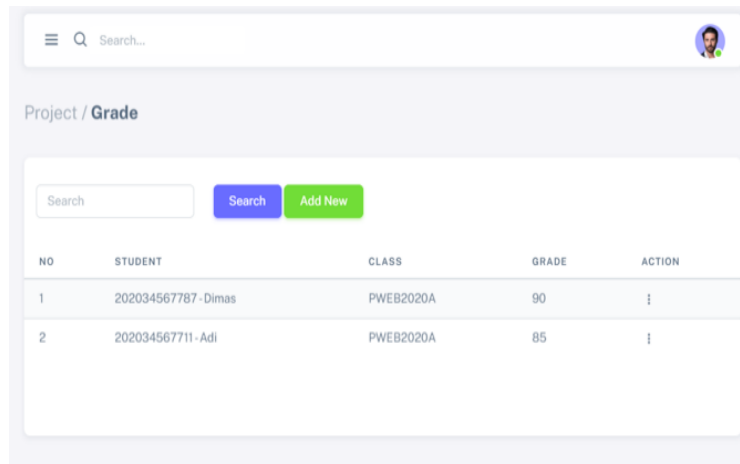 Search...
Project / Grade
Search Search Add New
NO STUDENT CLASS GRADE ACTION
1 202034567787 - Dimas PWEB2020A 90
2 202034567711 - Adi PWEB2020A 85